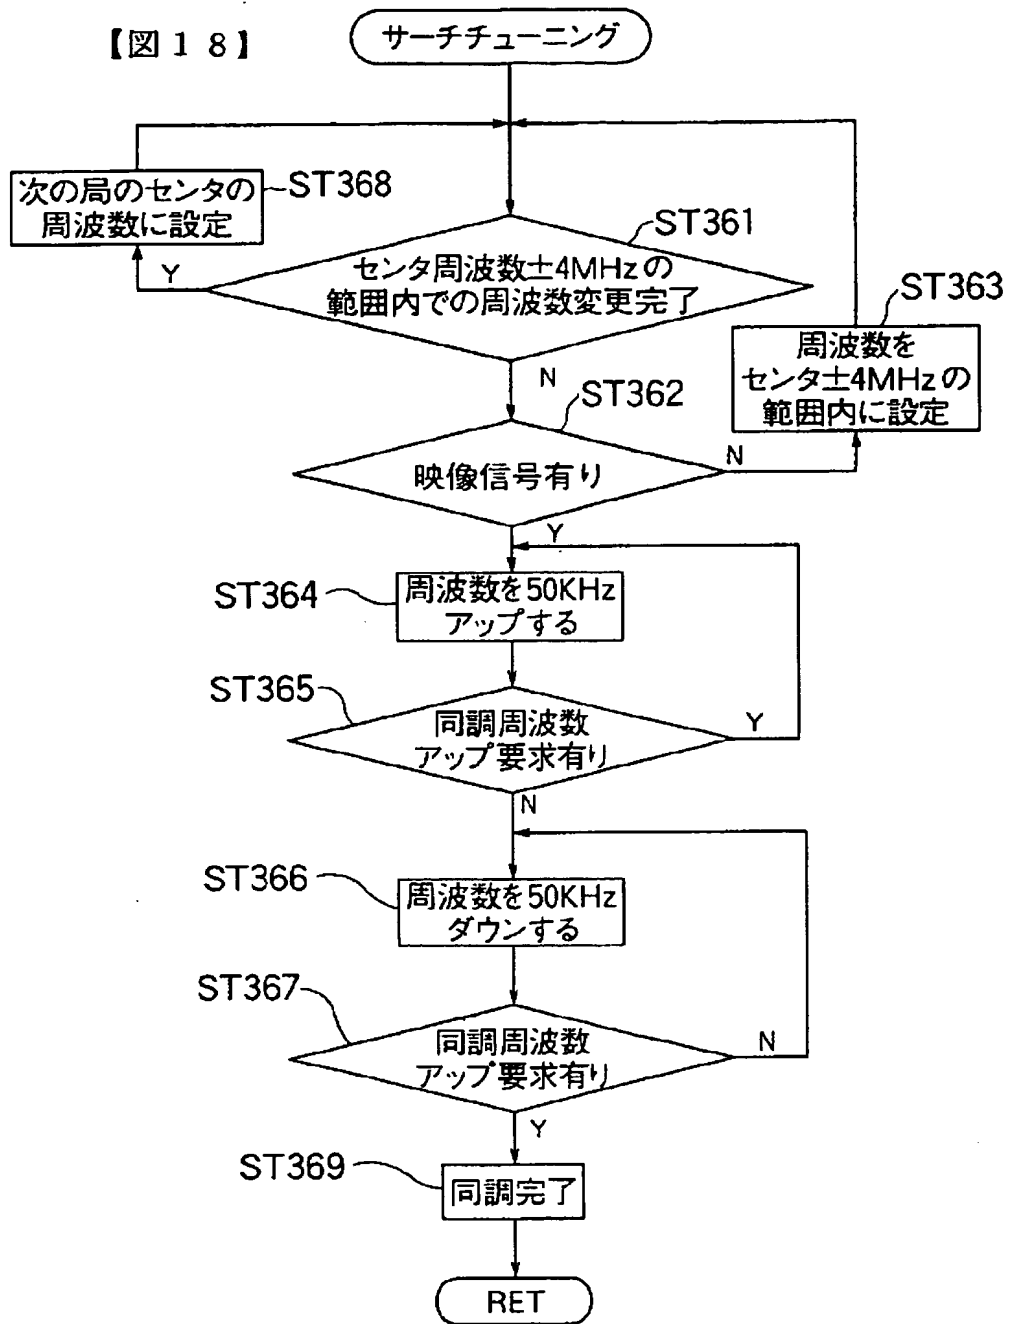 【図18】
サーチチューニング
次の局のセンタの
周波数に設定
ST368
ST361
Y
センタ周波数±4MHzの
範囲内での周波数変更完了
ST363
周波数を
センタ±4MHzの
範囲内に設定
N
ST362
映像信号有り
N
Y
ST364
周波数を50KHz
アップする
ST365
同調周波数
アップ要求有り
Y
N
ST366
周波数を50KHz
ダウンする
ST367
同調周波数
アップ要求有り
N
Y
ST369
同調完了
RET